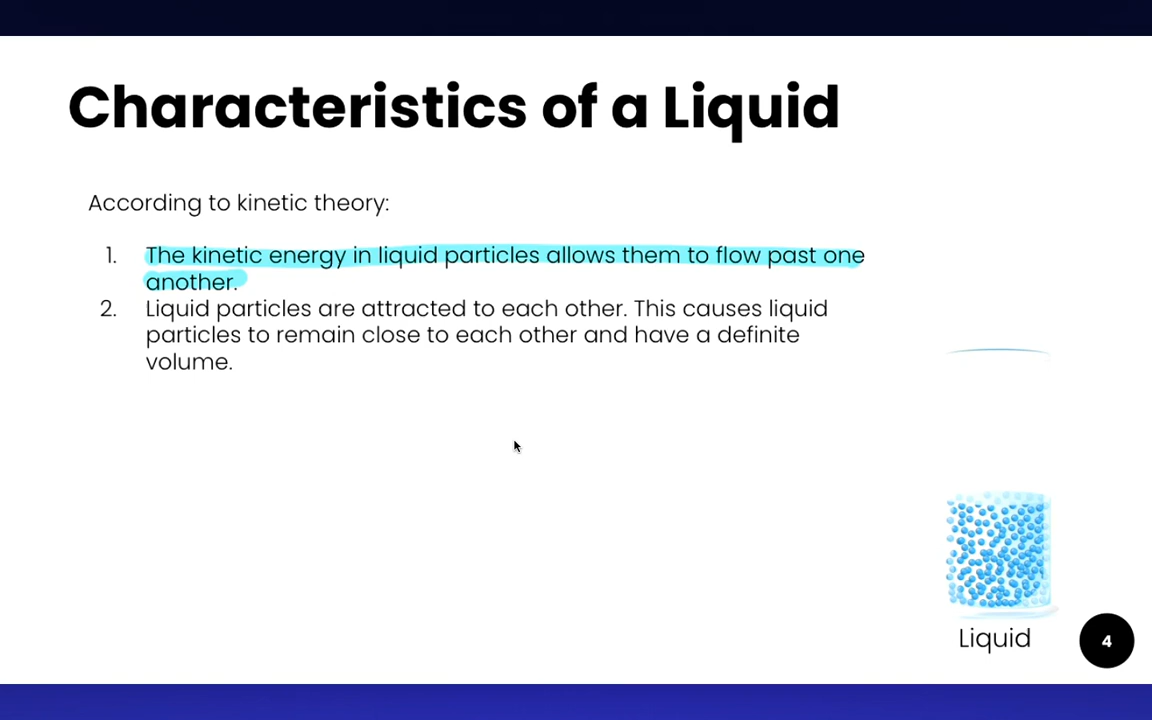 Characteristics of a Liquid
According to kinetic theory:
1. The kinetic energy in liquid particles allows them to flow past one
another.
2. Liquid particles are attracted to each other. This causes liquid
particles to remain close to each other and have a definite
volume.
Liquid
4